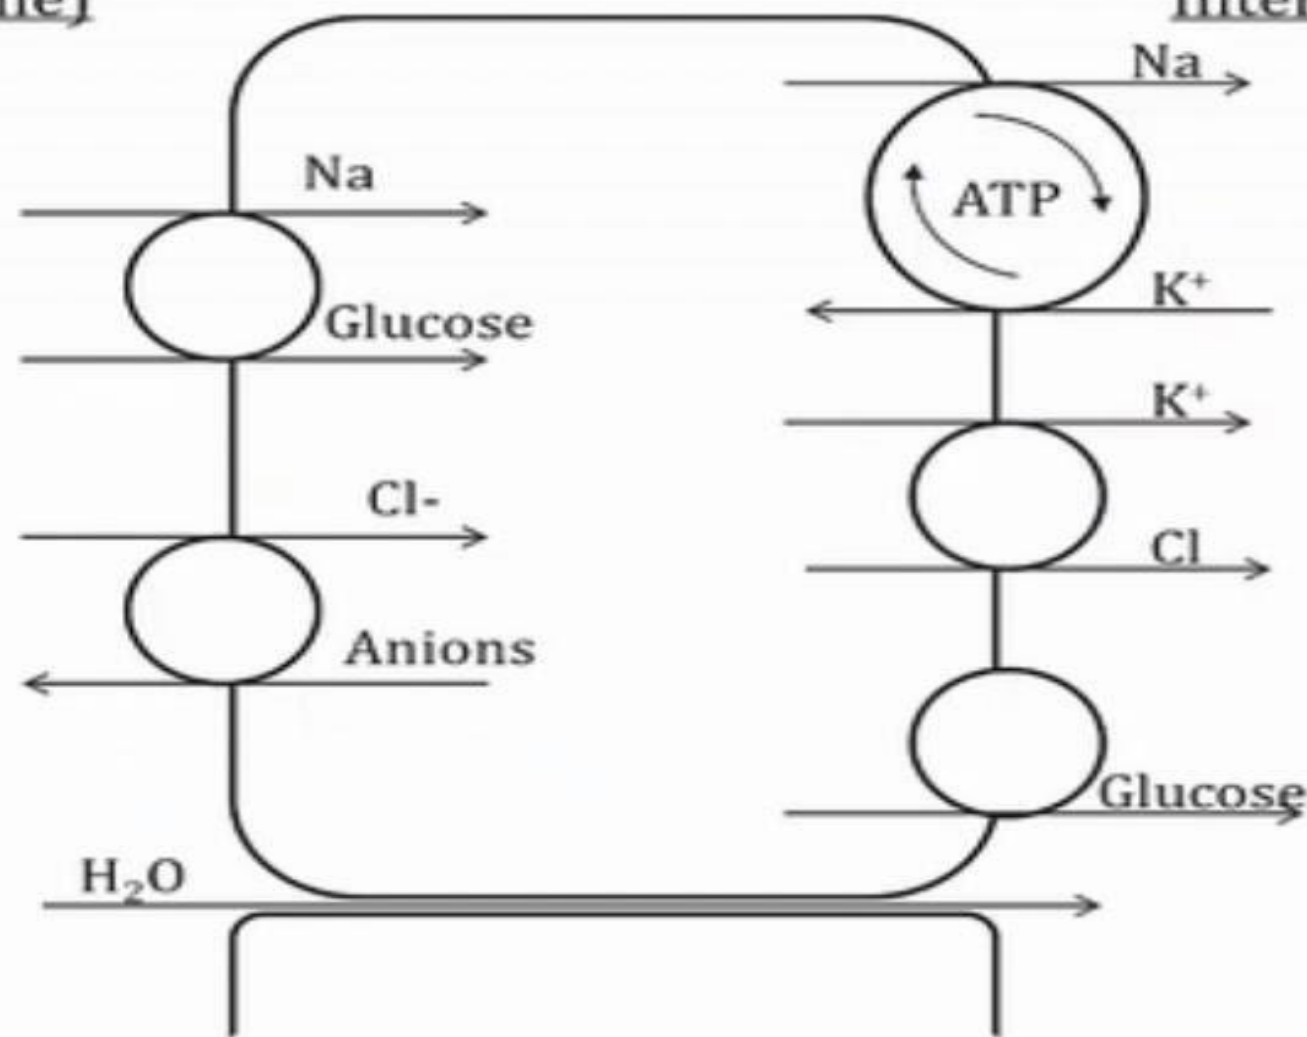 Na
Na
ATP
K⁺
Glucose
K⁺
Cl-
Cl
Anions
Glucose
H₂O